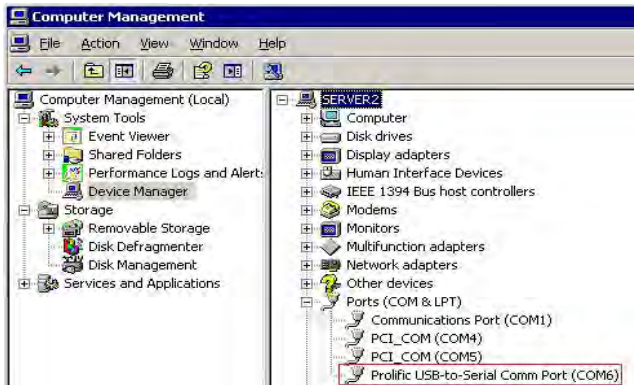 Computer Management
File Action View Window Help
Computer Management (Local)
System Tools
Event Viewer
Shared Folders
Performance Logs and Alert:
Device Manager
Storage
Removable Storage
Disk Defragmenter
Disk Management
Services and Applications
SERVER2
Computer
Disk drives
Display adapters
Human Interface Devices
IEEE 1394 Bus host controllers
Modems
Monitors
Multifunction adapters
Network adapters
Other devices
Ports (COM & LPT)
Communications Port (COM1)
PCI_COM (COM4)
PCI_COM (COM5)
Prolific USB-to-Serial Comm Port (COM6)